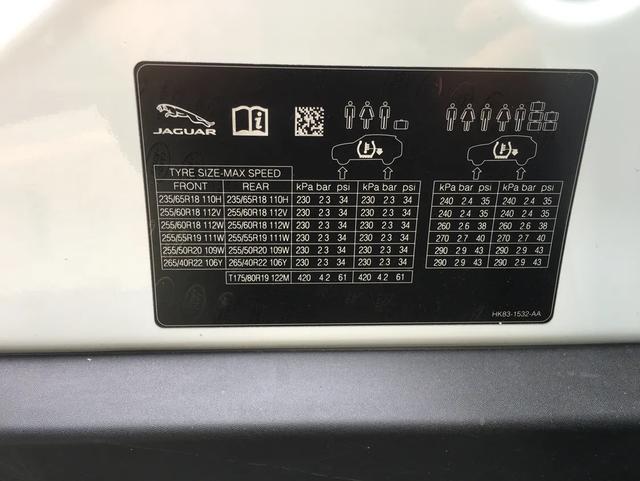 JAGUAR
TYRE SIZE-MAX SPEED
FRONT REAR kPa bar psi kPa bar psi kPa bar psi kPa bar psi
235/65R18 110H 235/65R18 110H 230 2.3 34 230 2.3 34 240 2.4 35 240 2.4 35
255/60R18 112V 255/60R18 112V 230 2.3 34 230 2.3 34 240 2.4 35 240 2.4 35
255/60R18 112W 255/60R18 112W 230 2.3 34 230 2.3 34 260 2.6 38 260 2.6 38
255/55R19 111W 255/55R19 111W 230 2.3 34 230 2.3 34 270 2.7 40 270 2.7 40
255/50R20 109W 255/50R20 109W 230 2.3 34 230 2.3 34 290 2.9 43 290 2.9 43
265/40R22 106Y 265/40R22 106Y 230 2.3 34 230 2.3 34 290 2.9 43 290 2.9 43
T175/80R19 122M 420 4.2 61 420 4.2 61
HK83-1532-AA